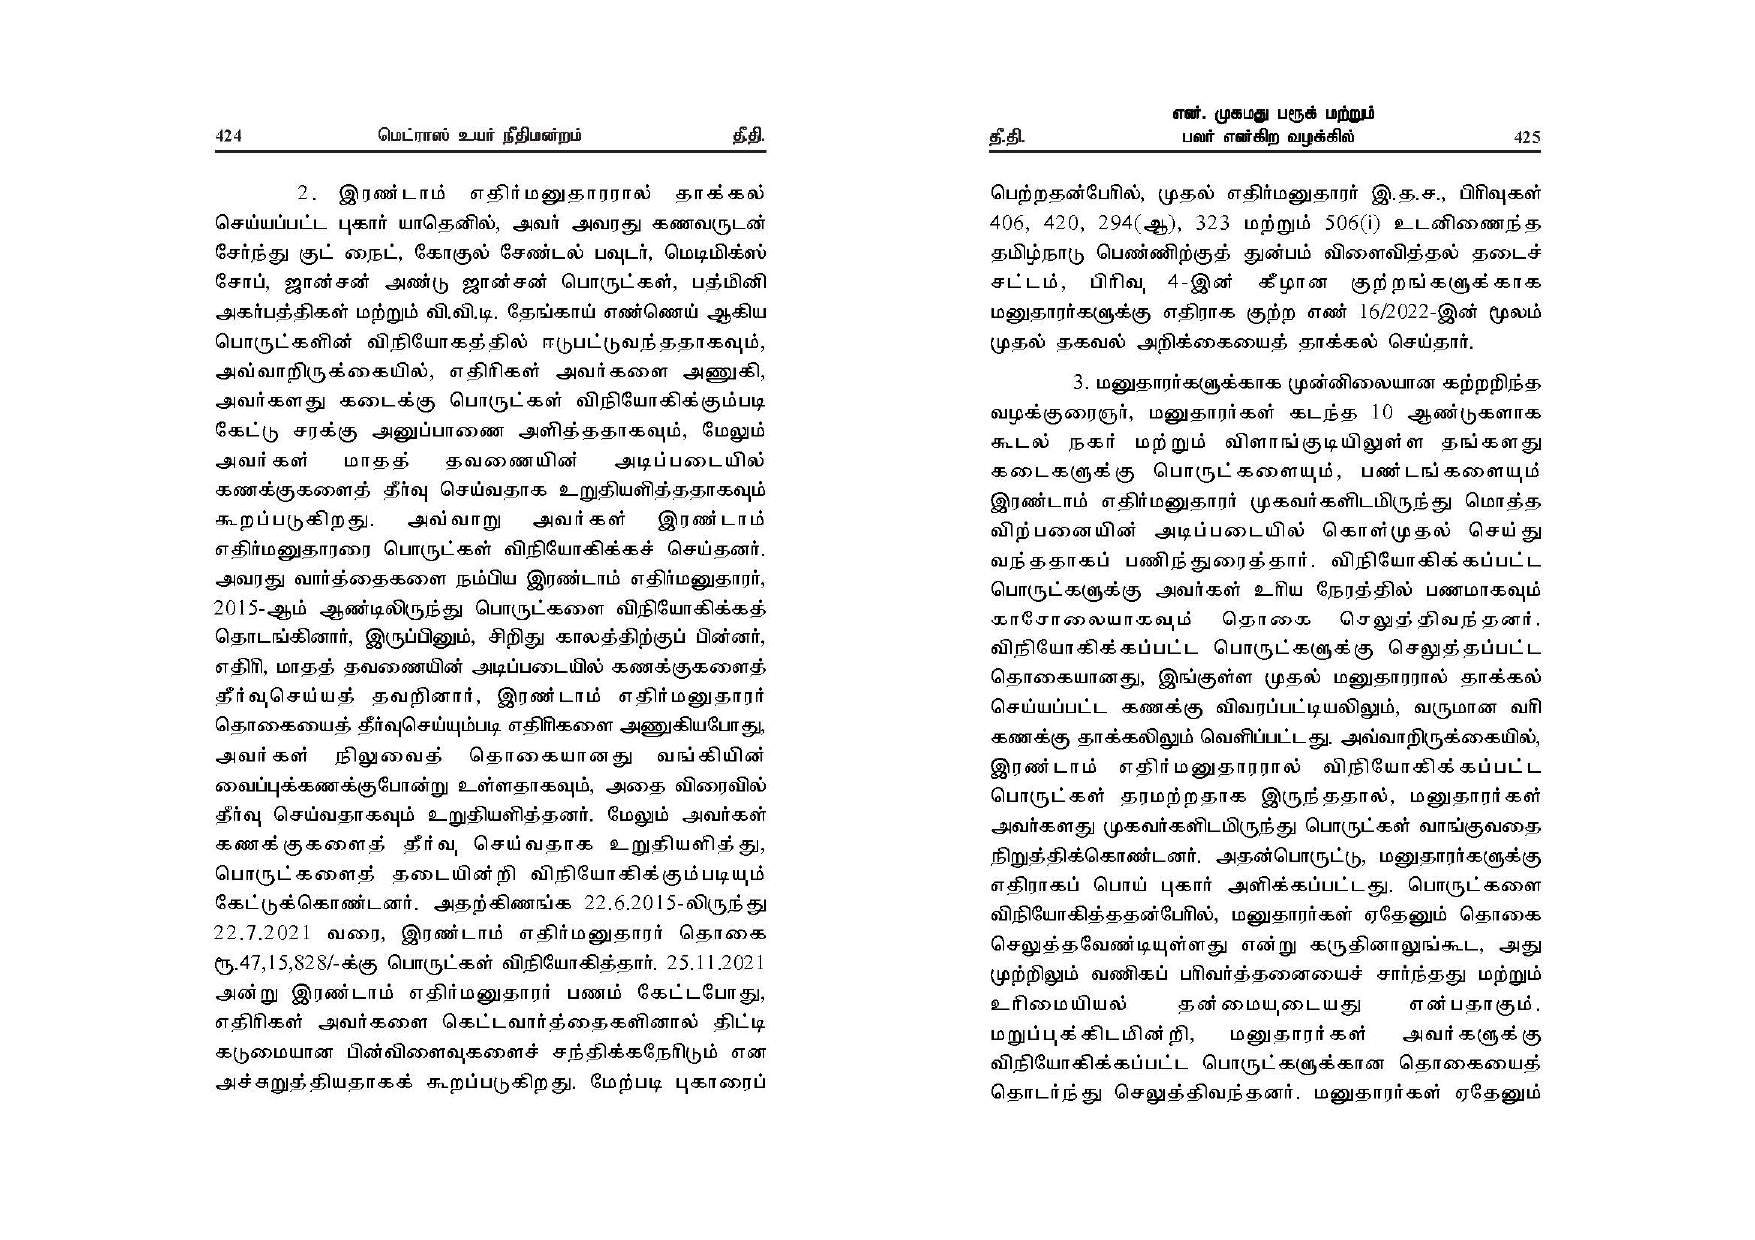 424 மெட்ராஸ் உயர் நீதிமன்றம் தீ.தி.
2. இரண்டாம் எதிர்மனுதாரரால் தாக்கல்
செய்யப்பட்ட புகார் யாதெனில், அவர் அவரது கணவருடன்
சேர்ந்து குட் நைட், கோகுல் சேண்டல் பவுடர், மெடிமிக்ஸ்
சோப், ஜான்சன் அண்டு ஜான்சன் பொருட்கள், பத்மினி
அகர்பத்திகள் மற்றும் வி.வி.டி. தேங்காய் எண்ணெய் ஆகிய
பொருட்களின் விநியோகத்தில் ஈடுபட்டுவந்ததாகவும்,
அவ்வாறிருக்கையில், எதிரிகள் அவர்களை அணுகி,
அவர்களது கடைக்கு பொருட்கள் விநியோகிக்கும்படி
கேட்டு சரக்கு அனுப்பாணை அளித்ததாகவும், மேலும்
அவர்கள் மாதத் தவணையின் அடிப்படையில்
கணக்குகளைத் தீர்வு செய்வதாக உறுதியளித்ததாகவும்
கூறப்படுகிறது. அவ்வாறு அவர்கள் இரண்டாம்
எதிர்மனுதாரரை பொருட்கள் விநியோகிக்கச் செய்தனர்.
அவரது வார்த்தைகளை நம்பிய இரண்டாம் எதிர்மனுதாரர்,
2015-ஆம் ஆண்டிலிருந்து பொருட்களை விநியோகிக்கத்
தொடங்கினார், இருப்பினும், சிறிது காலத்திற்குப் பின்னர்,
எதிரி, மாதத் தவணையின் அடிப்படையில் கணக்குகளைத்
தீர்வுசெய்யத் தவறினார், இரண்டாம் எதிர்மனுதாரர்
தொகையைத் தீர்வுசெய்யும்படி எதிரிகளை அணுகியபோது,
அவர்கள் நிலுவைத் தொகையானது வங்கியின்
வைப்புக்கணக்குபோன்று உள்ளதாகவும், அதை விரைவில்
தீர்வு செய்வதாகவும் உறுதியளித்தனர். மேலும் அவர்கள்
கணக்குகளைத் தீர்வு செய்வதாக உறுதியளித்து,
பொருட்களைத் தடையின்றி விநியோகிக்கும்படியும்
கேட்டுக்கொண்டனர். அதற்கிணங்க 22.6.2015-லிருந்து
22.7.2021 வரை, இரண்டாம் எதிர்மனுதாரர் தொகை
ரூ.47,15,828/-க்கு பொருட்கள் விநியோகித்தார். 25.11.2021
அன்று இரண்டாம் எதிர்மனுதாரர் பணம் கேட்டபோது,
எதிரிகள் அவர்களை கெட்டவார்த்தைகளினால் திட்டி
கடுமையான பின்விளைவுகளைச் சந்திக்கநேரிடும் என
அச்சுறுத்தியதாகக் கூறப்படுகிறது. மேற்படி புகாரைப்
என். முகமது பரூக் மற்றும்
தீ.தி. பலர் என்கிற வழக்கில் 425
பெற்றதன்பேரில், முதல் எதிர்மனுதாரர் இ.த.ச., பிரிவுகள்
406, 420, 294(ஆ), 323 மற்றும் 506(i) உடனிணைந்த
தமிழ்நாடு பெண்ணிற்குத் துன்பம் விளைவித்தல் தடைச்
சட்டம், பிரிவு 4-இன் கீழான குற்றங்களுக்காக
மனுதாரர்களுக்கு எதிராக குற்ற எண் 16/2022-இன் மூலம்
முதல் தகவல் அறிக்கையைத் தாக்கல் செய்தார்.
3. மனுதாரர்களுக்காக முன்னிலையான கற்றறிந்த
வழக்குரைஞர், மனுதாரர்கள் கடந்த 10 ஆண்டுகளாக
கூடல் நகர் மற்றும் விளாங்குடியிலுள்ள தங்களது
கடைகளுக்கு பொருட்களையும், பண்டங்களையும்
இரண்டாம் எதிர்மனுதாரர் முகவர்களிடமிருந்து மொத்த
விற்பனையின் அடிப்படையில் கொள்முதல் செய்து
வந்ததாகப் பணிந்துரைத்தார். விநியோகிக்கப்பட்ட
பொருட்களுக்கு அவர்கள் உரிய நேரத்தில் பணமாகவும்
காசோலையாகவும் தொகை செலுத்திவந்தனர்.
விநியோகிக்கப்பட்ட பொருட்களுக்கு செலுத்தப்பட்ட
தொகையானது, இங்குள்ள முதல் மனுதாரரால் தாக்கல்
செய்யப்பட்ட கணக்கு விவரப்பட்டியலிலும், வருமான வரி
கணக்கு தாக்கலிலும் வெளிப்பட்டது. அவ்வாறிருக்கையில்,
இரண்டாம் எதிர்மனுதாரரால் விநியோகிக்கப்பட்ட
பொருட்கள் தரமற்றதாக இருந்ததால், மனுதாரர்கள்
அவர்களது முகவர்களிடமிருந்து பொருட்கள் வாங்குவதை
நிறுத்திக்கொண்டனர். அதன்பொருட்டு, மனுதாரர்களுக்கு
எதிராகப் பொய் புகார் அளிக்கப்பட்டது. பொருட்களை
விநியோகித்ததன்பேரில், மனுதாரர்கள் ஏதேனும் தொகை
செலுத்தவேண்டியுள்ளது என்று கருதினாலுங்கூட, அது
முற்றிலும் வணிகப் பரிவர்த்தனையைச் சார்ந்தது மற்றும்
உரிமையியல் தன்மையுடையது என்பதாகும்.
மறுப்புக்கிடமின்றி, மனுதாரர்கள் அவர்களுக்கு
விநியோகிக்கப்பட்ட பொருட்களுக்கான தொகையைத்
தொடர்ந்து செலுத்திவந்தனர். மனுதாரர்கள் ஏதேனும்